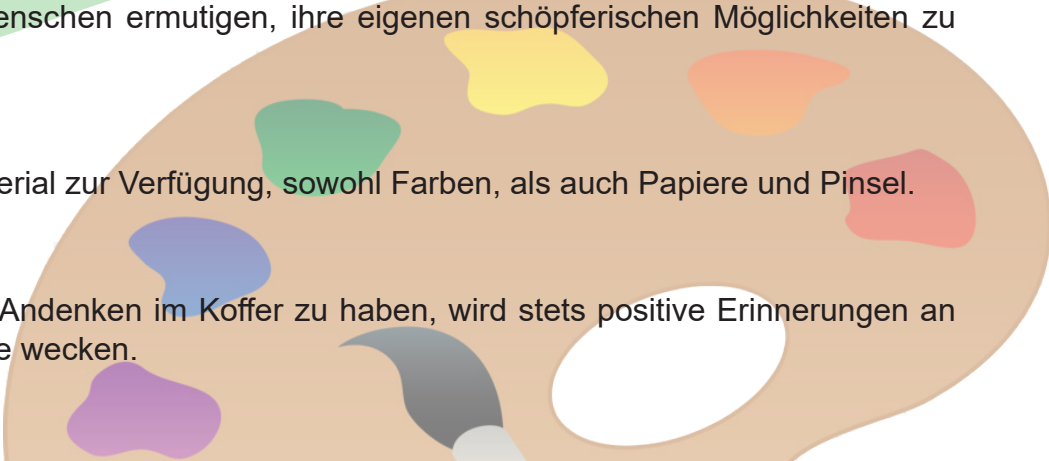 enschen ermutigen, ihre eigenen schöpferischen Möglichkeiten zu
erial zur Verfügung, sowohl Farben, als auch Papiere und Pinsel.
Andenken im Koffer zu haben, wird stets positive Erinnerungen an
e wecken.